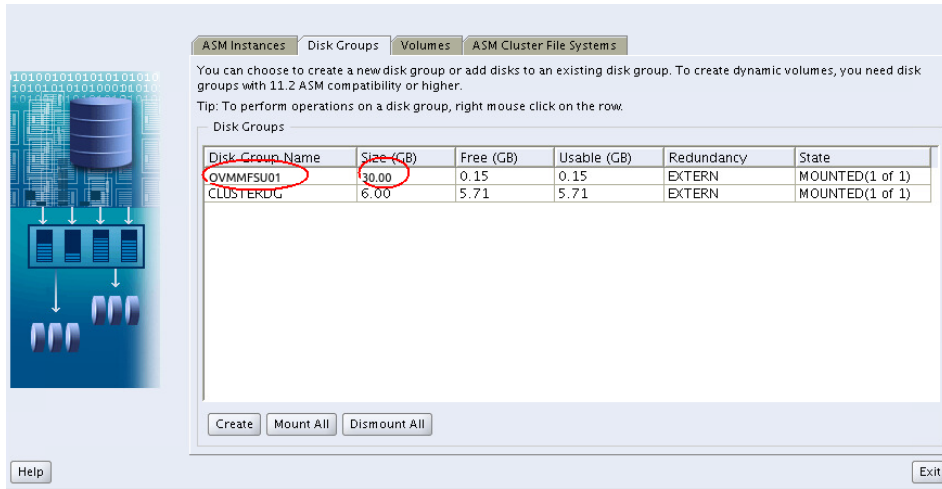 ASM Instances Disk Groups Volumes ASM Cluster File Systems
You can choose to create a new disk group or add disks to an existing disk group. To create dynamic volumes, you need disk
groups with 11.2 ASM compatibility or higher.
Tip: To perform operations on a disk group, right mouse click on the row.
Disk Groups
Disk Group Name Size (GB) Free (GB) Usable (GB) Redundancy State
OVMMFSU01 30.00 0.15 0.15 EXTERN MOUNTED(1 of 1)
CLUSTERDG 6.00 5.71 5.71 EXTERN MOUNTED(1 of 1)
Create Mount All Dismount All
Help Exit